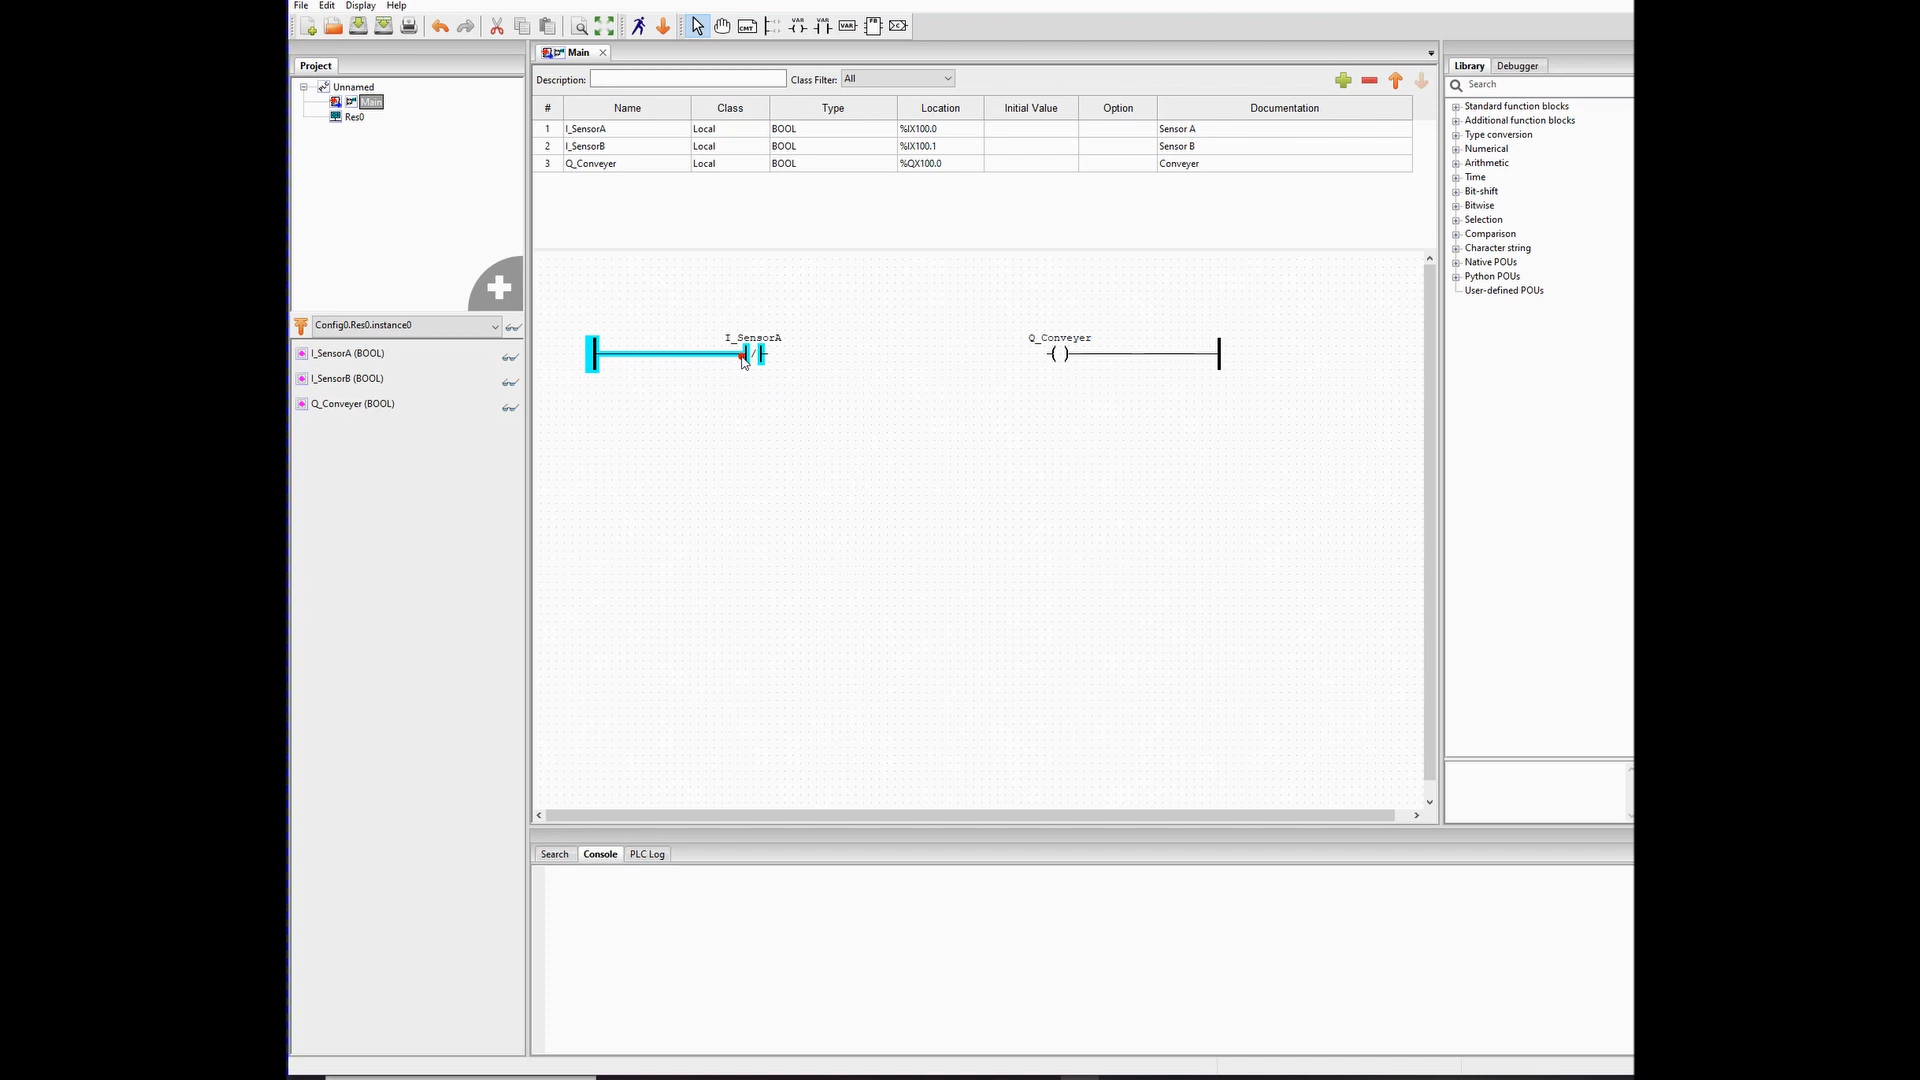 File Edit Display Help
Main
Project
Description: Class Filter: All
Library Debugger
Search
Unnamed
Main
Res0
# Name Class Type Location Initial Value Option Documentation
1 I_SensorA Local BOOL %IX100.0 Sensor A
2 I_SensorB Local BOOL %IX100.1 Sensor B
3 Q_Conveyer Local BOOL %QX100.0 Conveyer
Standard function blocks
Additional function blocks
Type conversion
Numerical
Arithmetic
Time
Bit-shift
Bitwise
Selection
Comparison
Character string
Native POUs
Python POUs
User-defined POUs
Config0.Res0.instance0
I_SensorA (BOOL)
I_SensorB (BOOL)
Q_Conveyer (BOOL)
I_SensorA Q_Conveyer
Search Console PLC Log